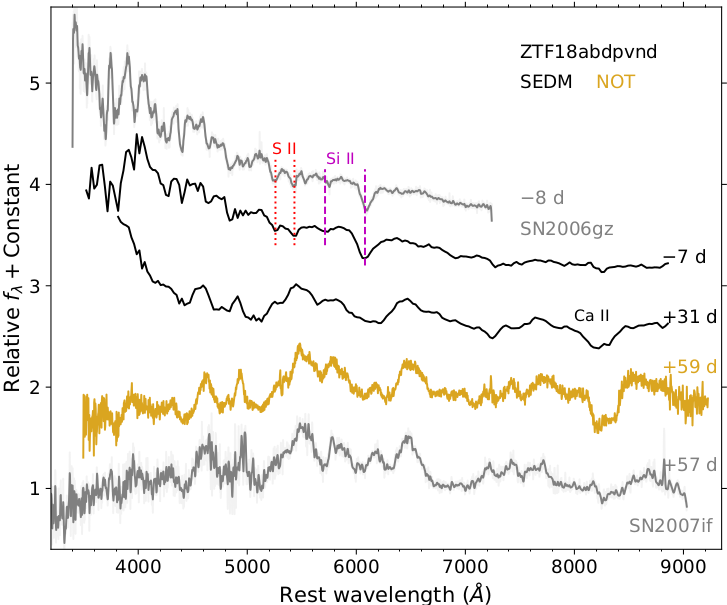 ZTF18abdpvnd
SEDM NOT
S II
Si II
−8 d
SN2006gz
−7 d
Ca II
+31 d
+59 d
+57 d
SN2007if
Relative fλ + Constant
5
4
3
2
1
4000 5000 6000 7000 8000 9000
Rest wavelength (Å)